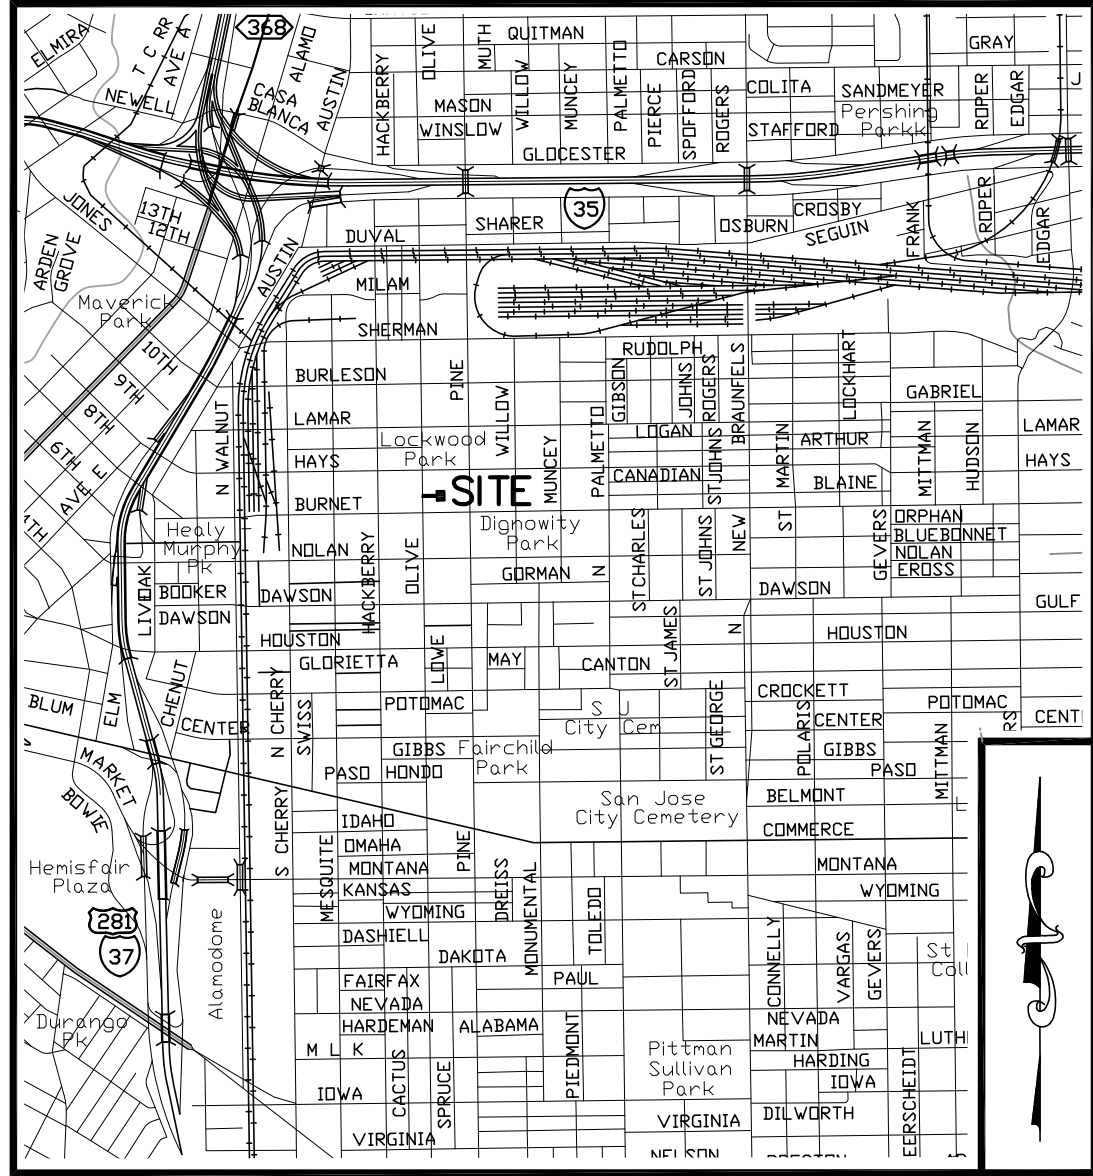 368
ELMIRA
T C RR
AVE A
ALAMO
OLIVE
MUTH
QUITMAN
GRAY
CARSON
HACKBERRY
WILLOW
MUNCEY
PALMETTO
PIERCE
SPOFFORD
ROGERS
COLITA
SANDMEYER
ROPER
EDGAR
J
NEWELL
CASA
BLANCA
AUSTIN
MASON
WINSLOW
Pershing
Parkk
STAFFORD
GLOCESTER
35
JONES
13TH
12TH
SHARER
OSBURN
CROSBY
SEGUIN
FRANK
ROPER
EDGAR
DUVAL
ARDEN
GROVE
AUSTIN
MILAM
Maverick
Park
SHERMAN
10TH
9TH
8TH
6TH
AVE E
4TH
N WALNUT
BURLESON
PINE
RUDOLPH
GIBSON
JOHNS
ROGERS
BRAUNFELS
LOCKHART
GABRIEL
LAMAR
WILLOW
LOGAN
ARTHUR
LAMAR
Lockwood
Park
HAYS
MUNCEY
PALMETTO
CANADIAN
ST JOHNS
MARTIN
BLAINE
MITTMAN
HUDSON
HAYS
SITE
BURNET
Dignowity
Park
Healy
Murphy
Pk
NOLAN
HACKBERRY
OLIVE
GORMAN
N
ST CHARLES
ST JOHNS
NEW
ST
GEVERS
ORPHAN
BLUEBONNET
NOLAN
EROSS
LIVEOAK
BOOKER
DAWSON
DAWSON
DAWSON
GULF
HOUSTON
ST JAMES
N
HOUSTON
GLORIETTA
LOWE
MAY
CANTON
BLUM
ELM
CHENUT
CENTER
N CHERRY
SWISS
POTOMAC
S J
City Cem
ST GEORGE
CROCKETT
POLARIS
CENTER
POTOMAC
RS
CENT
GIBBS
Fairchild
Park
GIBBS
MITTMAN
PASO HONDO
PASO
MARKET
BOWIE
San Jose
City Cemetery
BELMONT
L
S CHERRY
IDAHO
COMMERCE
MESQUITE
OMAHA
PINE
MONTANA
MONTANA
Hemisfair
Plaza
KANSAS
DREISS
MONUMENTAL
TOLEDO
WYOMING
WYOMING
281
37
Alamodome
DASHIELL
DAKOTA
CONNELLY
VARGAS
GEVERS
St
Coll
FAIRFAX
PAUL
NEVADA
Durango
Pk
HARDEMAN
ALABAMA
PIEDMONT
NEVADA
MARTIN
LUTH
M L K
CACTUS
SPRUCE
Pittman
Sullivan
Park
HARDING
IOWA
IOWA
EERSCHEIDT
VIRGINIA
VIRGINIA
DILWORTH
NELSON